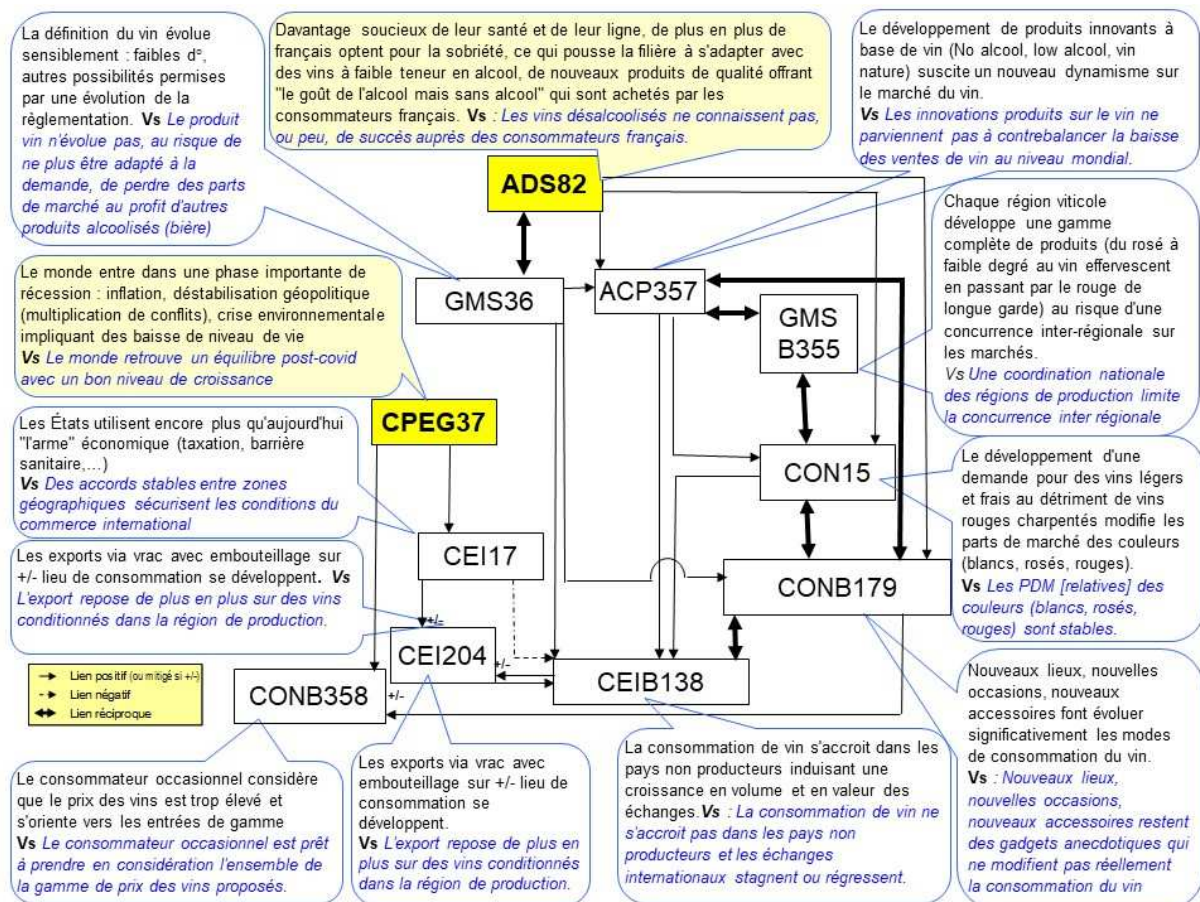 La définition du vin évolue
sensiblement : faibles d°,
autres possibilités permises
par une évolution de la
règlementation. Vs Le produit
vin n'évolue pas, au risque de
ne plus être adapté à la
demande, de perdre des parts
de marché au profit d'autres
produits alcoolisés (bière)
Davantage soucieux de leur santé et de leur ligne, de plus en plus de
français optent pour la sobriété, ce qui pousse la filière à s'adapter avec
des vins à faible teneur en alcool, de nouveaux produits de qualité offrant
"le goût de l'alcool mais sans alcool" qui sont achetés par les
consommateurs français. Vs : Les vins désalcoolisés ne connaissent pas,
ou peu, de succès auprès des consommateurs français.
Le développement de produits innovants à
base de vin (No alcool, low alcool, vin
nature) suscite un nouveau dynamisme sur
le marché du vin.
Vs Les innovations produits sur le vin ne
parviennent pas à contrebalancer la baisse
des ventes de vin au niveau mondial.
ADS82
Chaque région viticole
développe une gamme
complète de produits (du rosé à
faible degré au vin effervescent
en passant par le rouge de
longue garde) au risque d'une
concurrence inter-régionale sur
les marchés.
Vs Une coordination nationale
des régions de production limite
la concurrence inter régionale
Le monde entre dans une phase importante de
récession : inflation, déstabilisation géopolitique
(multiplication de conflits), crise environnementale
impliquant des baisse de niveau de vie
Vs Le monde retrouve un équilibre post-covid
avec un bon niveau de croissance
GMS36
ACP357
GMS
B355
CPEG37
Les États utilisent encore plus qu'aujourd'hui
"l'arme" économique (taxation, barrière
sanitaire,...)
Vs Des accords stables entre zones
géographiques sécurisent les conditions du
commerce international
CON15
Le développement d'une
demande pour des vins légers
et frais au détriment de vins
rouges charpentés modifie les
parts de marché des couleurs
(blancs, rosés, rouges).
Vs Les PDM [relatives] des
couleurs (blancs, rosés,
rouges) sont stables.
CEI17
Les exports via vrac avec embouteillage sur
+/- lieu de consommation se développent. Vs
L'export repose de plus en plus sur des vins
conditionnés dans la région de production.
CONB179
+/-
CEI204
+/-
CEIB138
Lien positif (ou mitigé si +/-)
Lien négatif
Lien réciproque
CONB358
+/-
Nouveaux lieux, nouvelles
occasions, nouveaux
accessoires font évoluer
significativement les modes
de consommation du vin.
Vs : Nouveaux lieux,
nouvelles occasions,
nouveaux accessoires restent
des gadgets anecdotiques qui
ne modifient pas réellement
la consommation du vin
Le consommateur occasionnel considère
que le prix des vins est trop élevé et
s'oriente vers les entrées de gamme
Vs Le consommateur occasionnel est prêt
à prendre en considération l'ensemble de
la gamme de prix des vins proposés.
Les exports via vrac avec
embouteillage sur +/- lieu de
consommation se
développent.
Vs L'export repose de plus en
plus sur des vins conditionnés
dans la région de production.
La consommation de vin s'accroit dans les
pays non producteurs induisant une
croissance en volume et en valeur des
échanges.Vs : La consommation de vin ne
s'accroit pas dans les pays non
producteurs et les échanges
internationaux stagnent ou régressent.